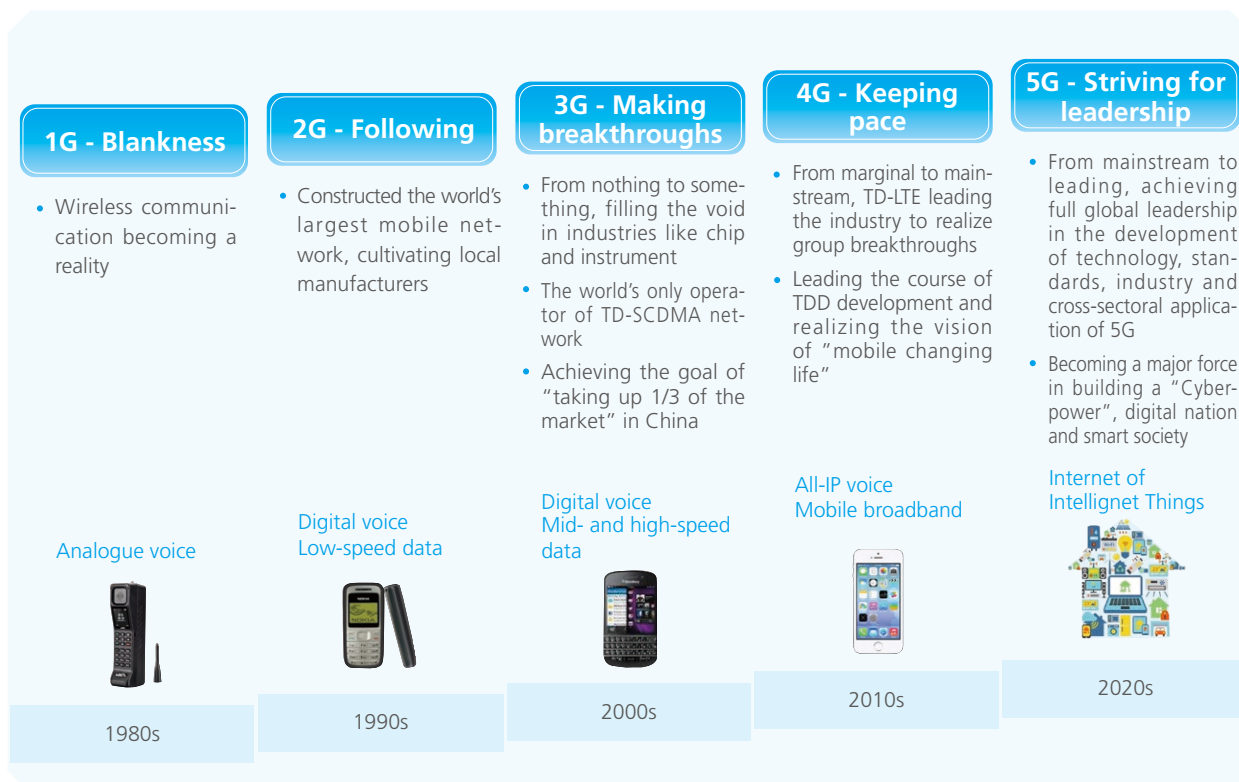 1G - Blankness
• Wireless communi-
cation becoming a
reality
Analogue voice
1980s
2G - Following
• Constructed the world's
largest mobile net-
work, cultivating local
manufacturers
Digital voice
Low-speed data
NOKIA
1990s
3G - Making
breakthroughs
• From nothing to some-
thing, filling the void
in industries like chip
and instrument
• The world's only opera-
tor of TD-SCDMA net-
work
• Achieving the goal of
"taking up 1/3 of the
market" in China
Digital voice
Mid- and high-speed
data
2000s
4G - Keeping
pace
• From marginal to main-
stream, TD-LTE leading
the industry to realize
group breakthroughs
• Leading the course of
TDD development and
realizing the vision
of "mobile changing
life"
All-IP voice
Mobile broadband
2010s
5G - Striving for
leadership
• From mainstream to
leading, achieving
full global leadership
in the development
of technology, stan-
dards, industry and
cross-sectoral applica-
tion of 5G
• Becoming a major force
in building a "Cyber-
power", digital nation
and smart society
Internet of
Intellignet Things
2020s